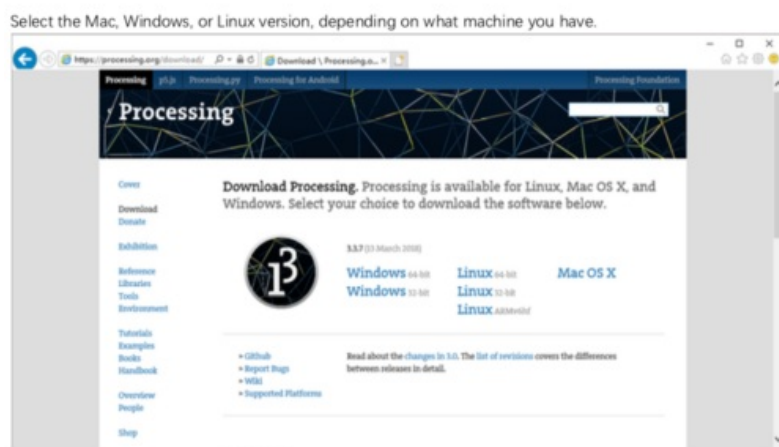 Select the Mac, Windows, or Linux version, depending on what machine you have.
https://processing.org/download/
Download \ Processing.o...
Processing p5.js Processing.py Processing for Android Processing Foundation
Processing
Cover
Download
Donate
Exhibition
Reference
Libraries
Tools
Environment
Tutorials
Examples
Books
Handbook
Overview
People
Shop
Download Processing. Processing is available for Linux, Mac OS X, and
Windows. Select your choice to download the software below.
3
3.3.7 (13 March 2018)
Windows 64-bit Linux 64-bit Mac OS X
Windows 32-bit Linux 32-bit
Linux ARMv6hf
» Github
» Report Bugs
» Wiki
» Supported Platforms
Read about the changes in 3.0. The list of revisions covers the differences
between releases in detail.